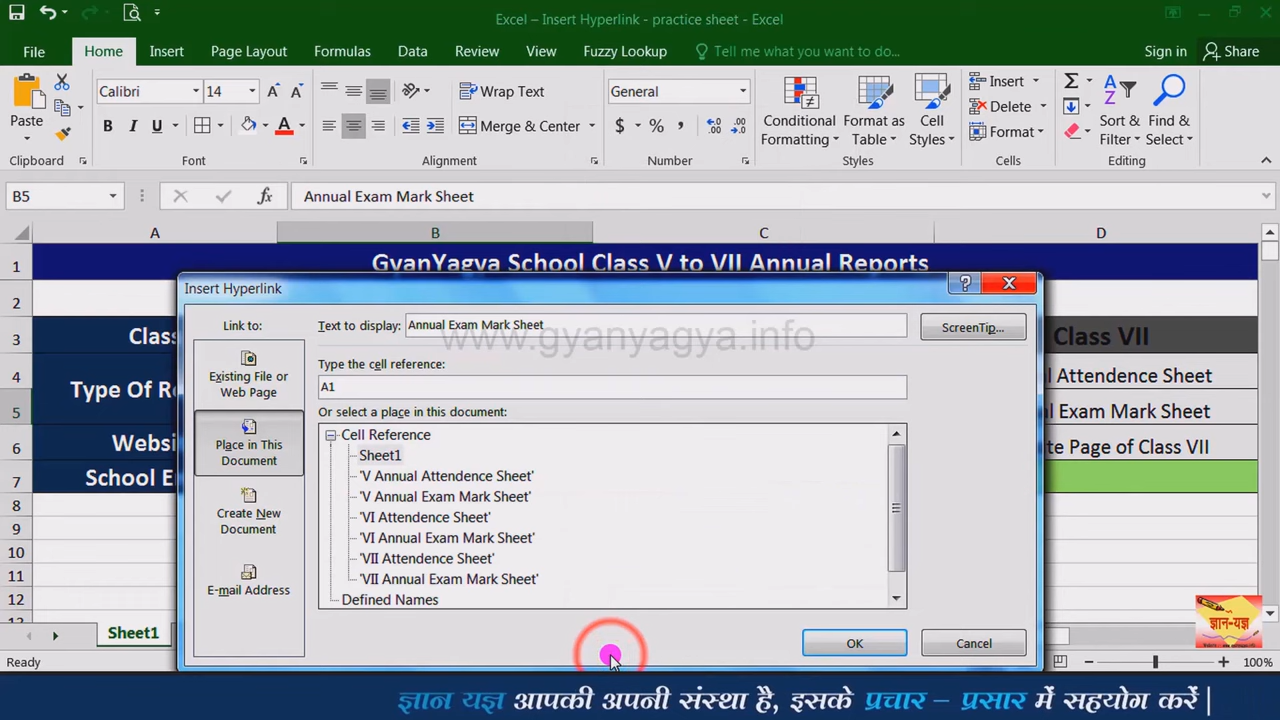 Excel – Insert Hyperlink - practice sheet - Excel
File Home Insert Page Layout Formulas Data Review View Fuzzy Lookup Tell me what you want to do... Sign in Share
Calibri 14 Wrap Text General Insert
Paste B I U Merge & Center $ % , Conditional Formatting Format as Table Cell Styles Delete Format Sort & Filter Find & Select
Clipboard Font Alignment Number Styles Cells Editing
B5 fx Annual Exam Mark Sheet
A B C D
1 GyanYagya School Class V to VII Annual Reports
2
Insert Hyperlink
Link to: Text to display: Annual Exam Mark Sheet ScreenTip...
www.gyanyagya.info
3 Class VII
Existing File or Web Page
Type the cell reference:
4 Type Of Attendence Sheet
A1
5 Exam Mark Sheet
Or select a place in this document:
Place in This Document
Cell Reference
6 Websi Page of Class VII
Sheet1
7 School
'V Annual Attendence Sheet'
'V Annual Exam Mark Sheet'
8
Create New Document
'VI Attendence Sheet'
9
'VI Annual Exam Mark Sheet'
10
'VII Attendence Sheet'
11
E-mail Address
'VII Annual Exam Mark Sheet'
12
Defined Names
Sheet1 OK Cancel
ज्ञान-यज्ञ
Ready 100%
ज्ञान यज्ञ आपकी अपनी संस्था है, इसके प्रचार – प्रसार में सहयोग करें |